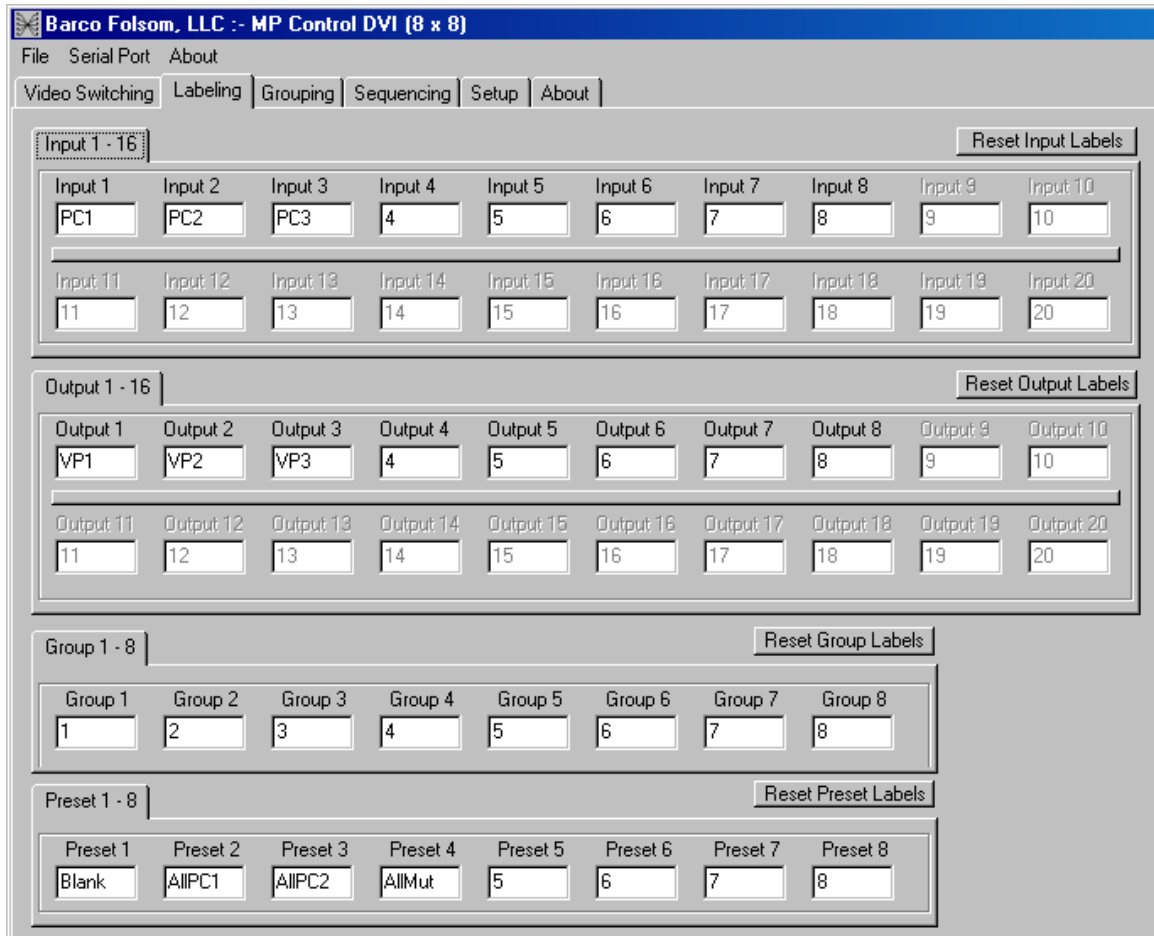 Barco Folsom, LLC :- MP Control DVI (8 x 8)
File Serial Port About
Video Switching Labeling Grouping Sequencing Setup About
Input 1 - 16 Reset Input Labels
Input 1 Input 2 Input 3 Input 4 Input 5 Input 6 Input 7 Input 8 Input 9 Input 10
PC1 PC2 PC3 4 5 6 7 8 9 10
Input 11 Input 12 Input 13 Input 14 Input 15 Input 16 Input 17 Input 18 Input 19 Input 20
11 12 13 14 15 16 17 18 19 20
Output 1 - 16 Reset Output Labels
Output 1 Output 2 Output 3 Output 4 Output 5 Output 6 Output 7 Output 8 Output 9 Output 10
VP1 VP2 VP3 4 5 6 7 8 9 10
Output 11 Output 12 Output 13 Output 14 Output 15 Output 16 Output 17 Output 18 Output 19 Output 20
11 12 13 14 15 16 17 18 19 20
Group 1 - 8 Reset Group Labels
Group 1 Group 2 Group 3 Group 4 Group 5 Group 6 Group 7 Group 8
1 2 3 4 5 6 7 8
Preset 1 - 8 Reset Preset Labels
Preset 1 Preset 2 Preset 3 Preset 4 Preset 5 Preset 6 Preset 7 Preset 8
Blank AllPC1 AllPC2 AllMut 5 6 7 8